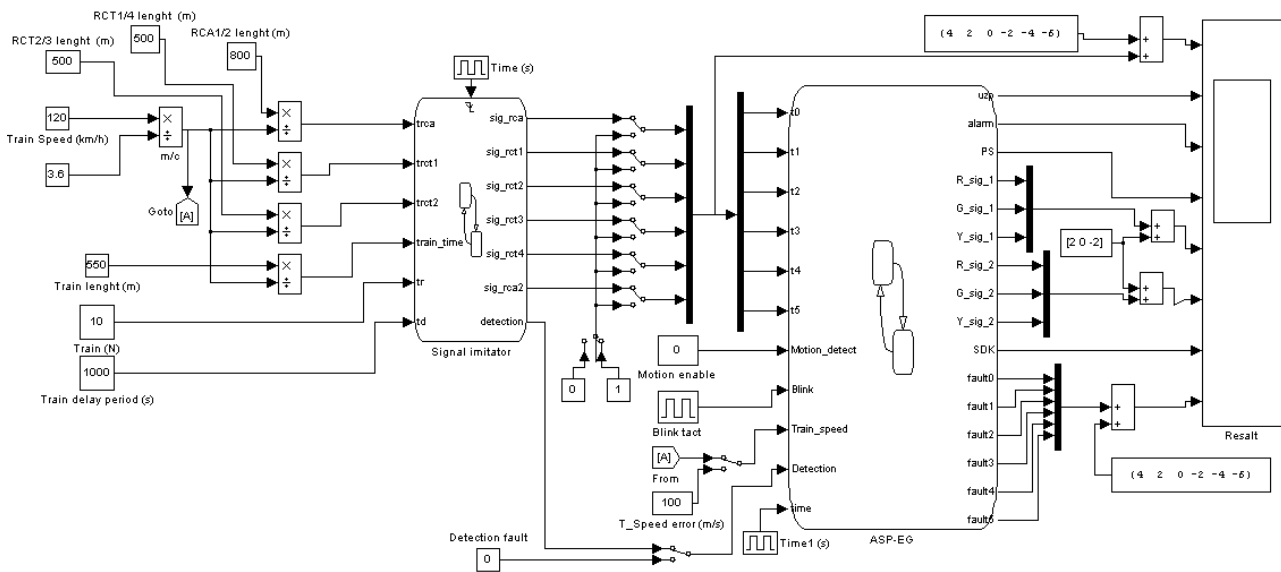 RCT1/4 lenght (m)
500
RCT2/3 lenght (m)
500
RCA1/2 lenght (m)
800
120
Train Speed (km/h)
×
÷
m/c
3.6
Goto
[A]
×
÷
×
÷
×
÷
×
÷
550
Train lenght (m)
10
Train (N)
1000
Train delay period (s)
Time (s)
trca
trct1
trct2
train_time
tr
td
sig_rca
sig_rct1
sig_rct2
sig_rct3
sig_rct4
sig_rca2
detection
Signal imitator
0
1
0
Motion enable
Blink tact
[A]
From
100
T_Speed error (m/s)
Time1 (s)
Detection fault
0
t0
t1
t2
t3
t4
t5
Motion_detect
Blink
Train_speed
Detection
time
uzp
alarm
PS
R_sig_1
G_sig_1
Y_sig_1
R_sig_2
G_sig_2
Y_sig_2
SDK
fault0
fault1
fault2
fault3
fault4
fault5
ASP-EG
(4 2 0 -2 -4 -6)
+
+
[2 0 -2]
+
+
+
+
+
+
(4 2 0 -2 -4 -6)
Resalt